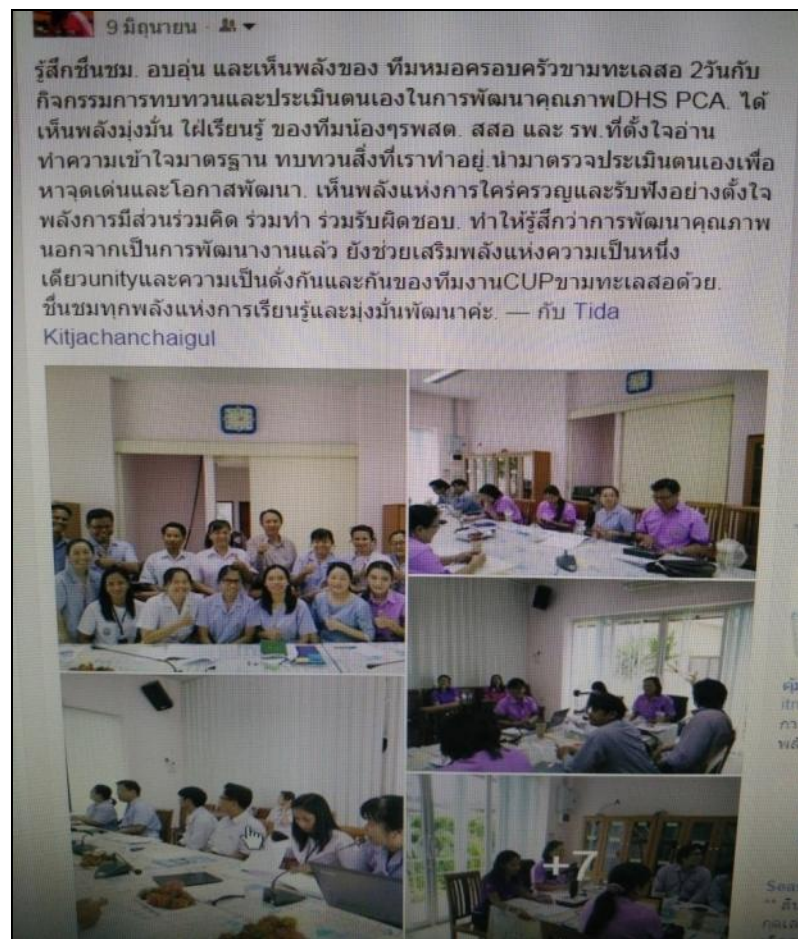 9 มิถุนายน
รู้สึกชื่นชม. อบอุ่น และเห็นพลังของ ทีมหมอครอบครัวขามทะเลสอ 2วันกับ
กิจกรรมการทบทวนและประเมินตนเองในการพัฒนาคุณภาพDHS PCA. ได้
เห็นพลังมุ่งมั่น ใฝ่เรียนรู้ ของทีมน้องๆรพสต. สสอ และ รพ.ที่ตั้งใจอ่าน
ทำความเข้าใจมาตรฐาน ทบทวนสิ่งที่เราทำอยู่.นำมาตรวจประเมินตนเองเพื่อ
หาจุดเด่นและโอกาสพัฒนา. เห็นพลังแห่งการใคร่ครวญและรับฟังอย่างตั้งใจ
พลังการมีส่วนร่วมคิด ร่วมทำ ร่วมรับผิดชอบ. ทำให้รู้สึกว่าการพัฒนาคุณภาพ
นอกจากเป็นการพัฒนางานแล้ว ยังช่วยเสริมพลังแห่งความเป็นหนึ่ง
เดียวunityและความเป็นดั่งกันและกันของทีมงานCUPขามทะเลสอด้วย.
ชื่นชมทุกพลังแห่งการเรียนรู้และมุ่งมั่นพัฒนาค่ะ. — กับ Tida
Kitjachanchaigul
+7